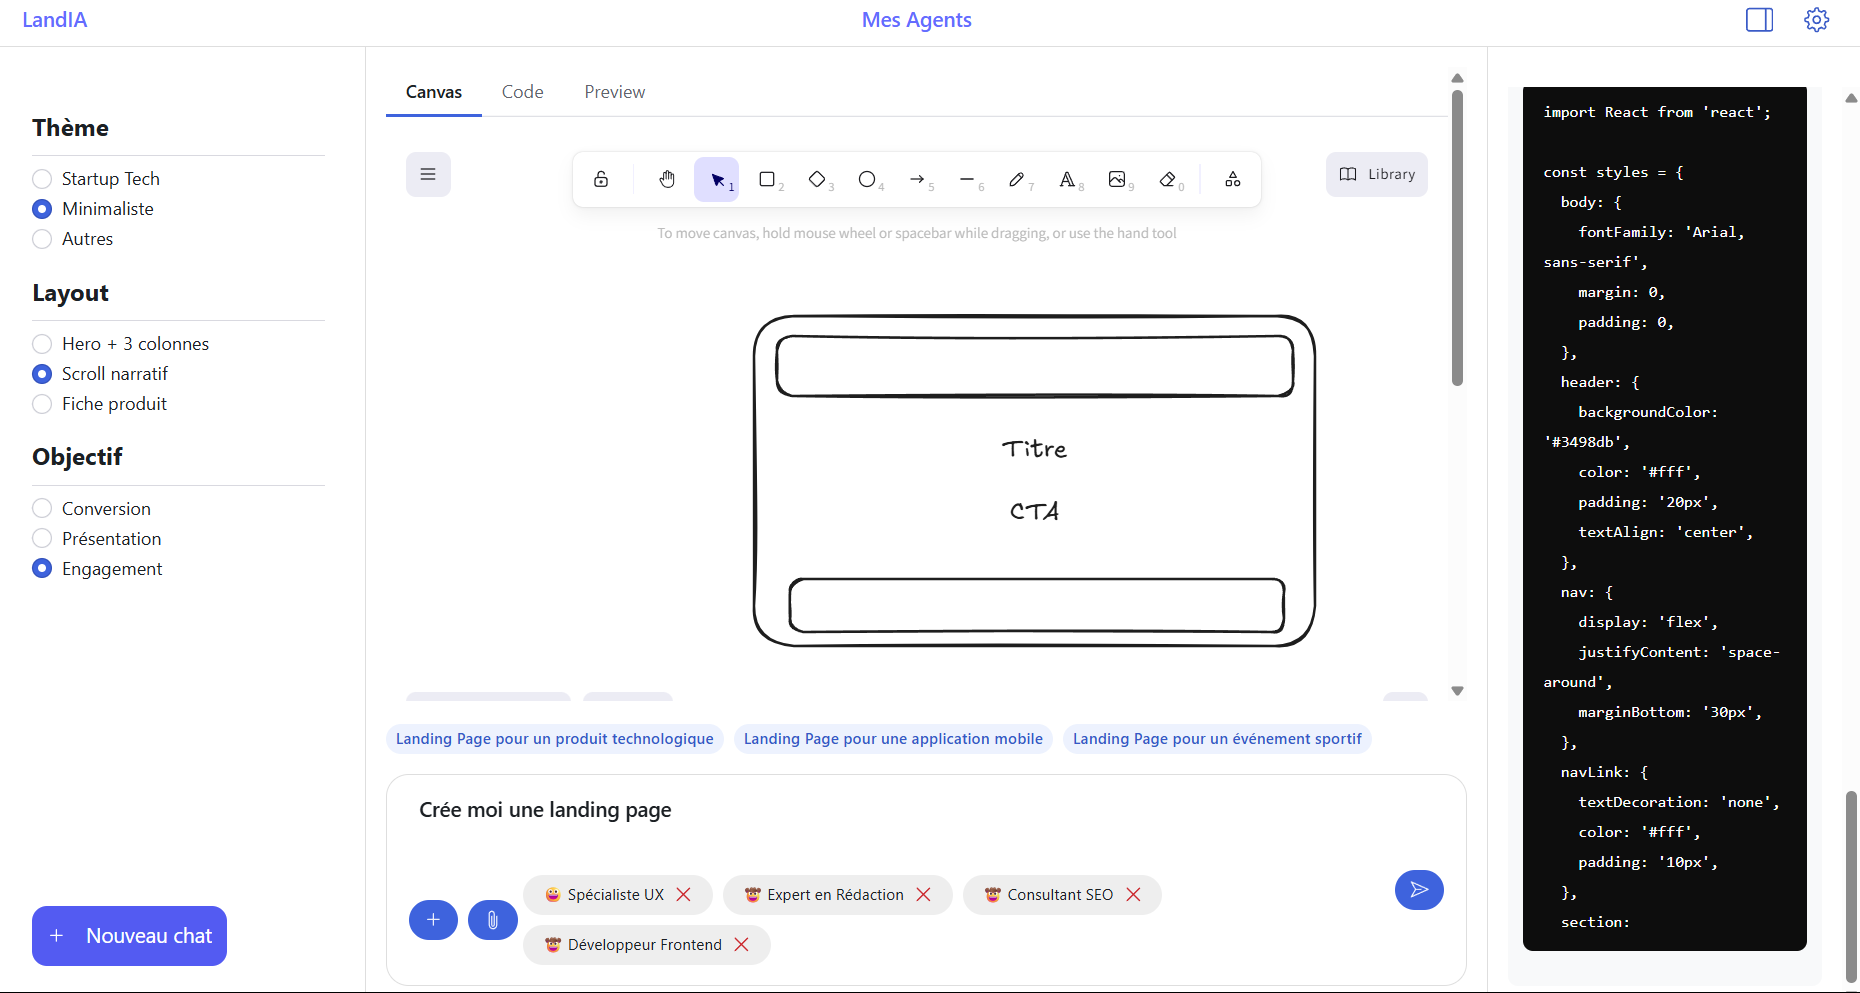 LandIA
Mes Agents
Thème
Startup Tech
Minimaliste
Autres
Layout
Hero + 3 colonnes
Scroll narratif
Fiche produit
Objectif
Conversion
Présentation
Engagement
+ Nouveau chat
Canvas
Code
Preview
1
2
3
4
5
6
7
8
9
0
Library
To move canvas, hold mouse wheel or spacebar while dragging, or use the hand tool
Titre
CTA
Landing Page pour un produit technologique
Landing Page pour une application mobile
Landing Page pour un événement sportif
Crée moi une landing page
Spécialiste UX
Expert en Rédaction
Consultant SEO
Développeur Frontend
import React from 'react';
const styles = {
body: {
fontFamily: 'Arial,
sans-serif',
margin: 0,
padding: 0,
},
header: {
backgroundColor:
'#3498db',
color: '#fff',
padding: '20px',
textAlign: 'center',
},
nav: {
display: 'flex',
justifyContent: 'space-
around',
marginBottom: '30px',
},
navLink: {
textDecoration: 'none',
color: '#fff',
padding: '10px',
},
section: